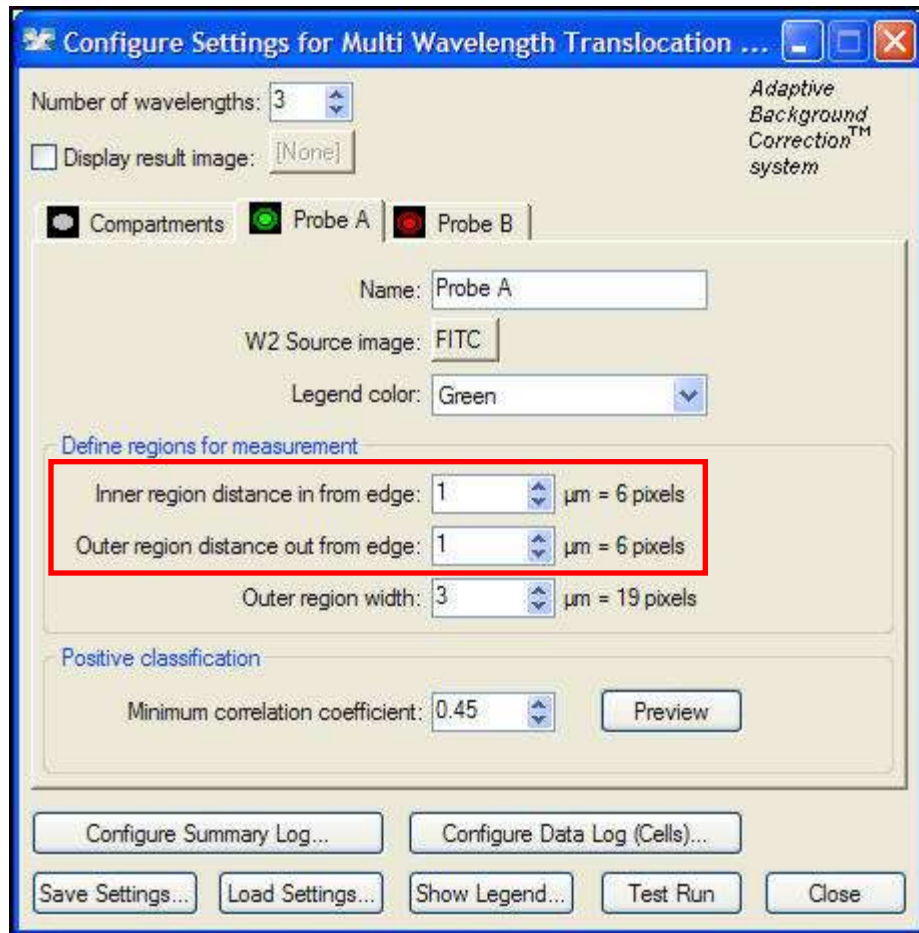 Configure Settings for Multi Wavelength Translocation ...
Number of wavelengths: 3
Adaptive
Background
Correction™
system
Display result image: [None]
Compartments Probe A Probe B
Name: Probe A
W2 Source image: FITC
Legend color: Green
Define regions for measurement
Inner region distance in from edge: 1 µm = 6 pixels
Outer region distance out from edge: 1 µm = 6 pixels
Outer region width: 3 µm = 19 pixels
Positive classification
Minimum correlation coefficient: 0.45 Preview
Configure Summary Log... Configure Data Log (Cells)...
Save Settings... Load Settings... Show Legend... Test Run Close